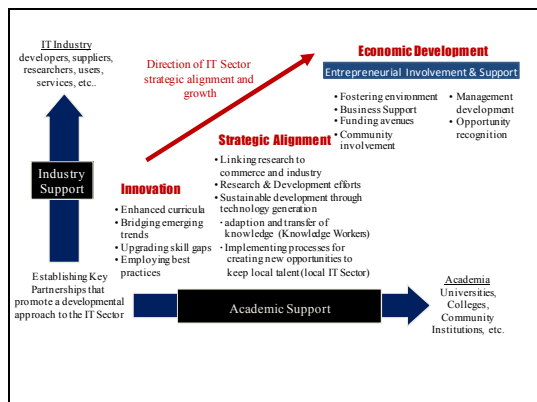 IT Industry
developers, suppliers,
researchers, users,
services, etc..
Direction of IT Sector
strategic alignment and
growth
Economic Development
Entrepreneurial Involvement & Support
• Fostering environment
• Business Support
• Funding avenues
• Community
involvement
• Management
development
• Opportunity
recognition
Strategic Alignment
• Linking research to
commerce and industry
• Research & Development efforts
• Sustainable development through
technology generation
- adaption and transfer of
knowledge (Knowledge Workers)
- Implementing processes for
creating new opportunities to
keep local talent (local IT Sector)
Industry
Support
Innovation
• Enhanced curricula
• Bridging emerging
trends
• Upgrading skill gaps
• Employing best
practices
Establishing Key
Partnerships that
promote a developmental
approach to the IT Sector
Academic Support
Academia
Universities,
Colleges,
Community
Institutions, etc.